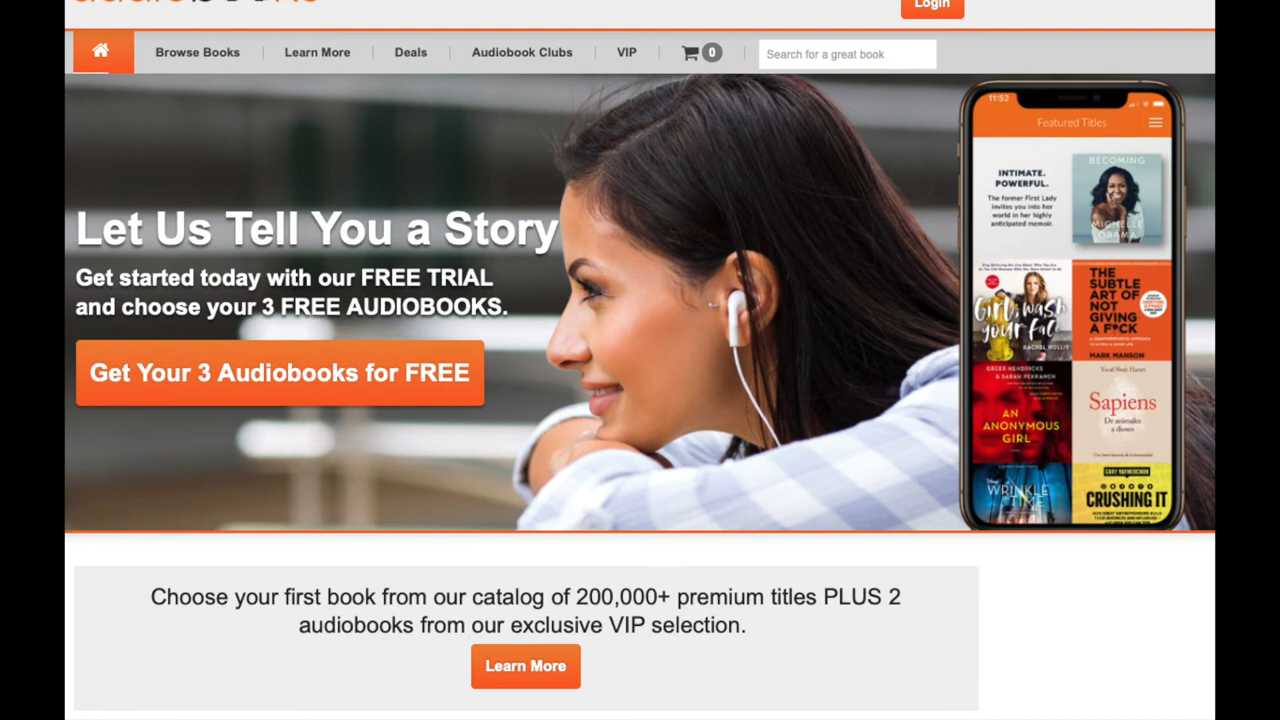 Login
Browse Books
Learn More
Deals
Audiobook Clubs
VIP
0
Search for a great book
Let Us Tell You a Story
Get started today with our FREE TRIAL
and choose your 3 FREE AUDIOBOOKS.
Get Your 3 Audiobooks for FREE
11:52
Featured Titles
INTIMATE.
POWERFUL.
The former First Lady
invites you into her
world in her highly
anticipated memoir.
BECOMING
MICHELLE
OBAMA
Girl, wash
your fac
RACHEL HOLLIS
THE
SUBTLE
ART OF
NOT
GIVING
A F*CK
MARK MANSON
GREER HENDRICKS
& SARAH PEKKANEN
AN
ANONYMOUS
GIRL
Yuval Noah Harari
Sapiens
De animales
a dioses
WRINKLE
TIME
GARY VAYNERCHUK
CRUSHING IT
Choose your first book from our catalog of 200,000+ premium titles PLUS 2
audiobooks from our exclusive VIP selection.
Learn More